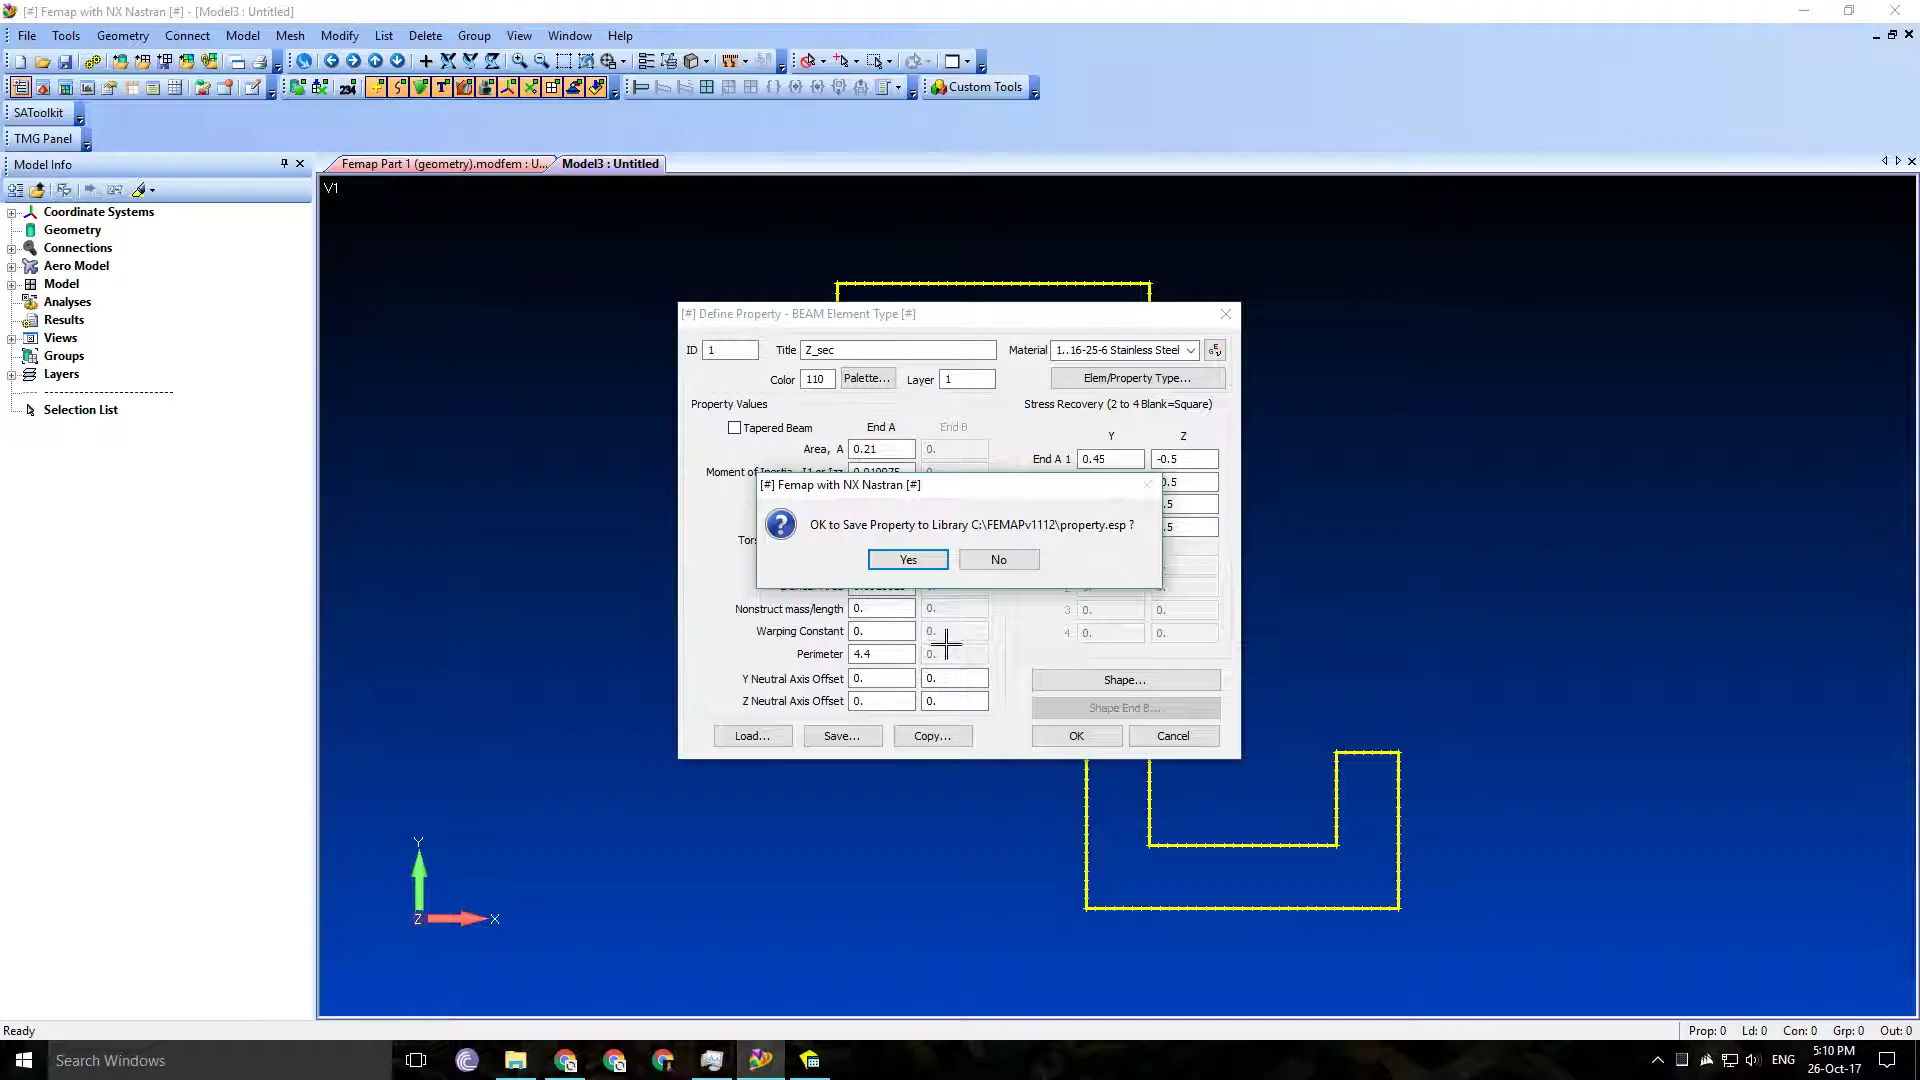 [#] Femap with NX Nastran [#] - [Model3 : Untitled]
File Tools Geometry Connect Model Mesh Modify List Delete Group View Window Help
234
Custom Tools
SAToolkit
TMG Panel
Model Info
Femap Part 1 (geometry).modfem : U...
Model3 : Untitled
V1
Coordinate Systems
Geometry
Connections
Aero Model
Model
Analyses
Results
Views
Groups
Layers
Selection List
[#] Define Property - BEAM Element Type [#]
ID 1 Title Z_sec Material 1..16-25-6 Stainless Steel
Color 110 Palette... Layer 1 Elem/Property Type...
Property Values Stress Recovery (2 to 4 Blank=Square)
Tapered Beam End A End B Y Z
Area, A 0.21 0. End A 1 0.45 -0.5
[#] Femap with NX Nastran [#]
OK to Save Property to Library C:\FEMAPv1112\property.esp ?
Yes No
Nonstruct mass/length 0. 0. 3 0. 0.
Warping Constant 0. 0. 4 0. 0.
Perimeter 4.4 0.
Y Neutral Axis Offset 0. 0. Shape...
Z Neutral Axis Offset 0. 0. Shape End B...
Load... Save... Copy... OK Cancel
Y
Z
X
Ready
Prop: 0 Ld: 0 Con: 0 Grp: 0 Out: 0
Search Windows
ENG
5:10 PM
26-Oct-17